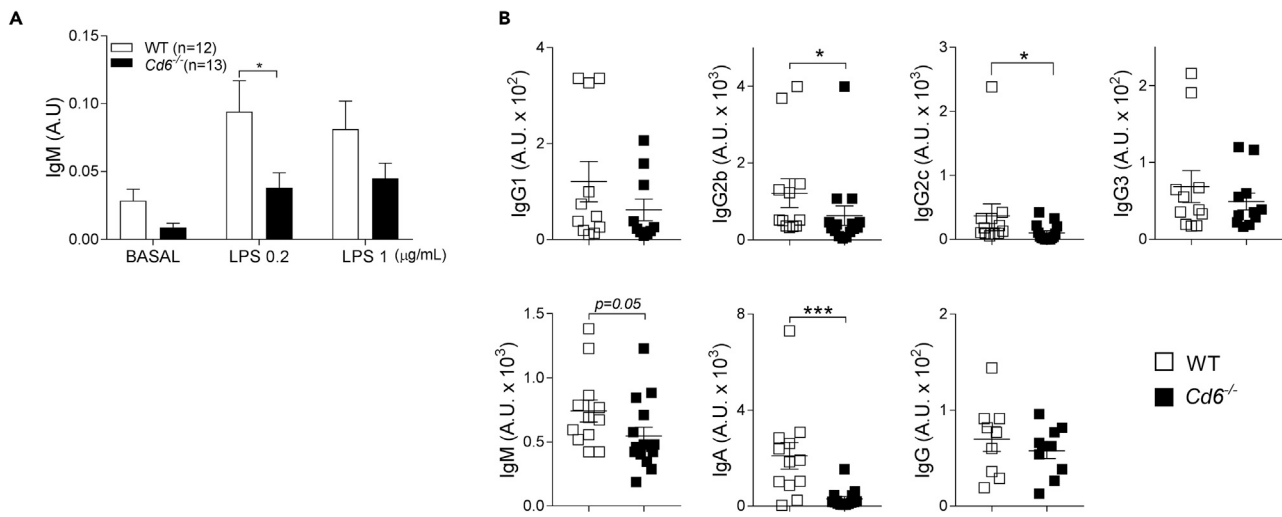 A
IgM (A.U)
0.15
0.10
0.05
0.00
WT (n=12)
Cd6-/- (n=13)
*
BASAL
LPS 0.2
LPS 1 (μg/mL)
B
IgG1 (A.U. x 10²)
4
2
0
IgG2b (A.U. x 10³)
6
4
2
0
*
IgG2c (A.U. x 10³)
3
2
1
0
*
IgG3 (A.U. x 10²)
2
1
0
IgM (A.U. x 10³)
1.5
1.0
0.5
0.0
p=0.05
IgA (A.U. x 10³)
8
4
0
***
IgG (A.U. x 10²)
2
1
0
WT
Cd6-/-